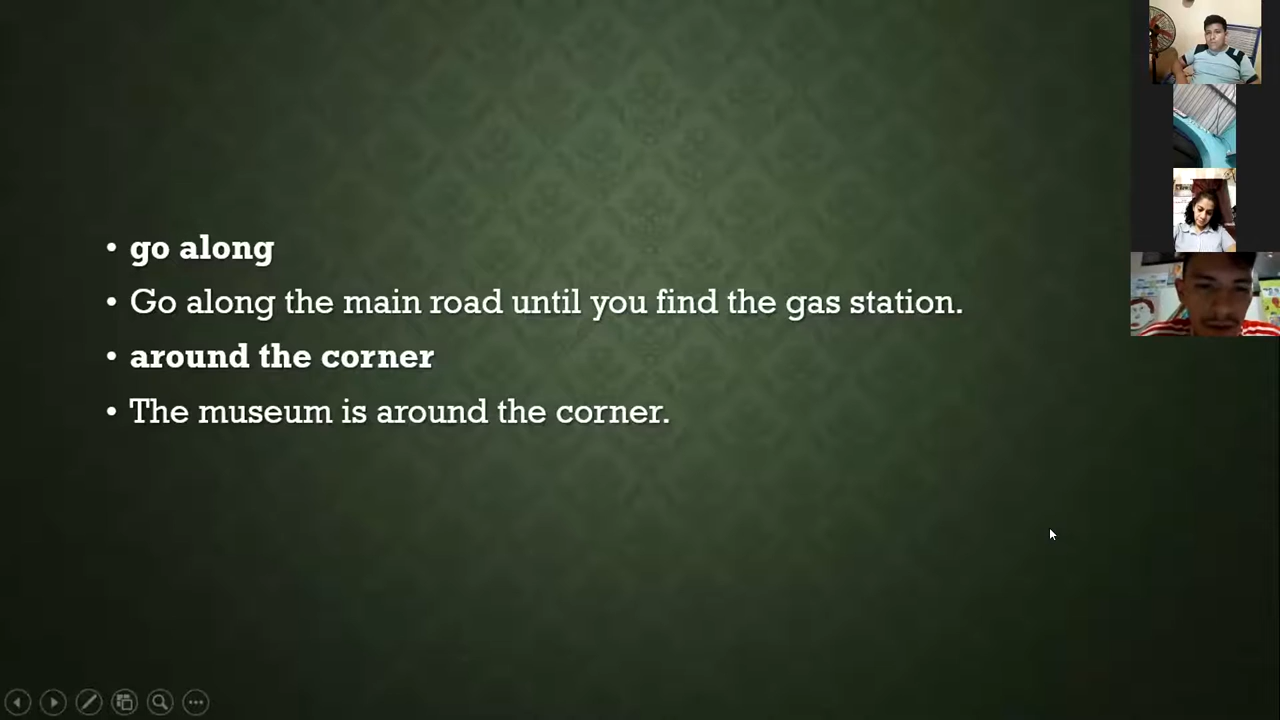 • go along
• Go along the main road until you find the gas station.
• around the corner
• The museum is around the corner.